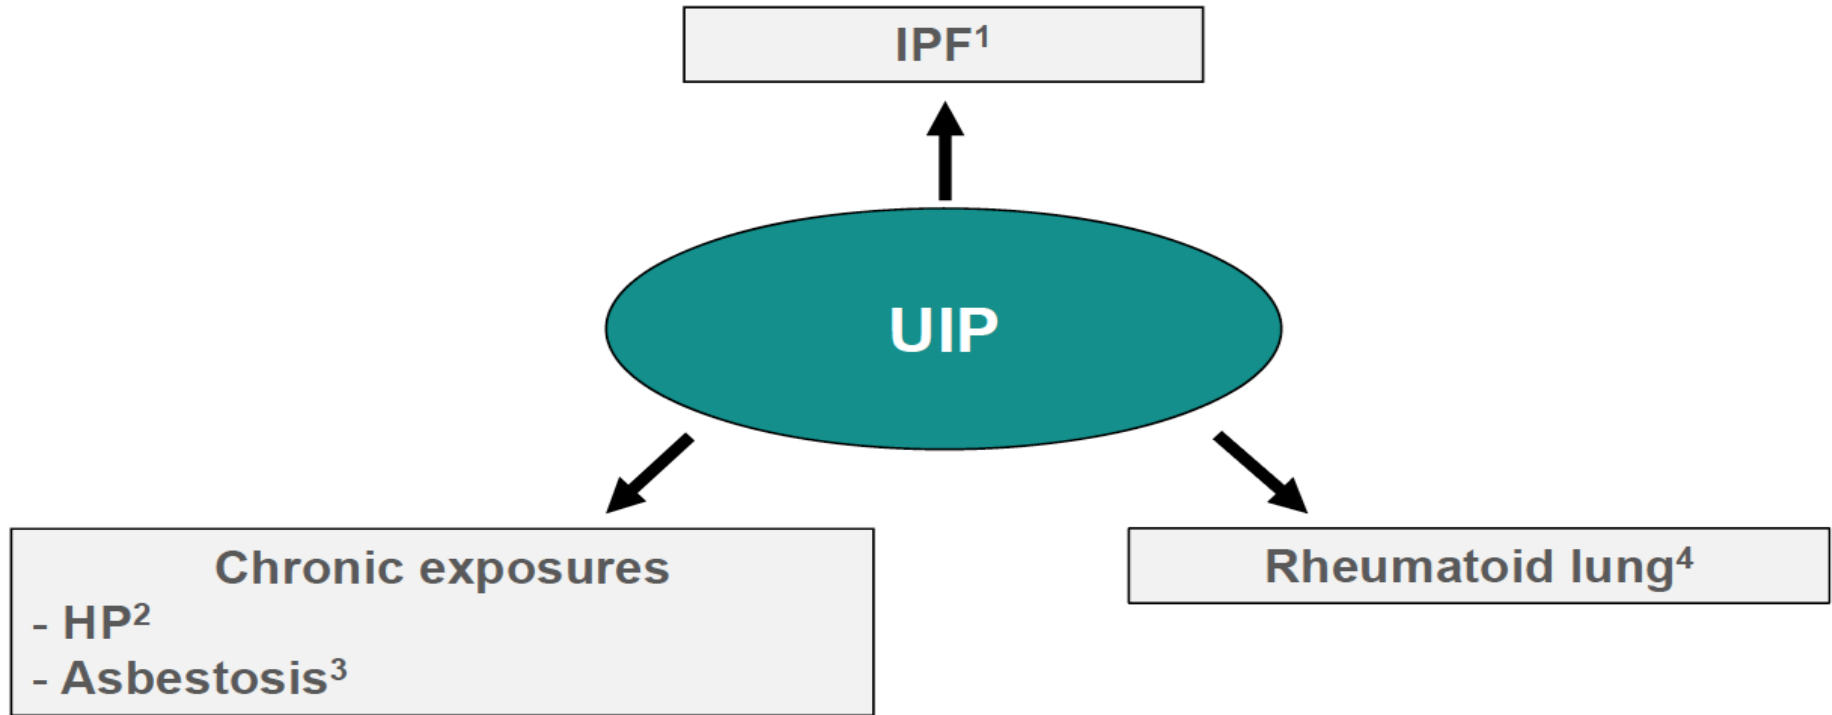 IPF¹
UIP
Chronic exposures
- HP²
- Asbestosis³
Rheumatoid lung⁴